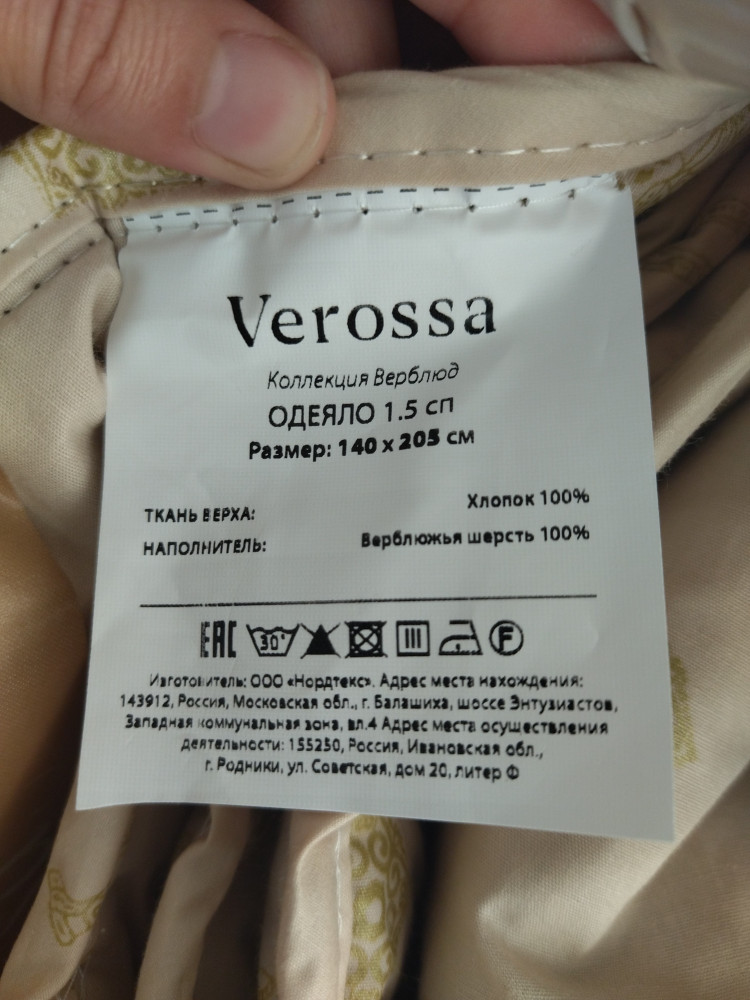 Verossa
Коллекция Верблюд
ОДЕЯЛО 1.5 сп
Размер: 140 х 205 см
ТКАНЬ ВЕРХА: Хлопок 100%
НАПОЛНИТЕЛЬ: Верблюжья шерсть 100%
EAC 30° F
Изготовитель: ООО «Нордтекс». Адрес места нахождения:
143912, Россия, Московская обл., г. Балашиха, шоссе Энтузиастов,
Западная коммунальная зона, вл.4 Адрес места осуществления
деятельности: 155250, Россия, Ивановская обл.,
г. Родники, ул. Советская, дом 20, литер Ф